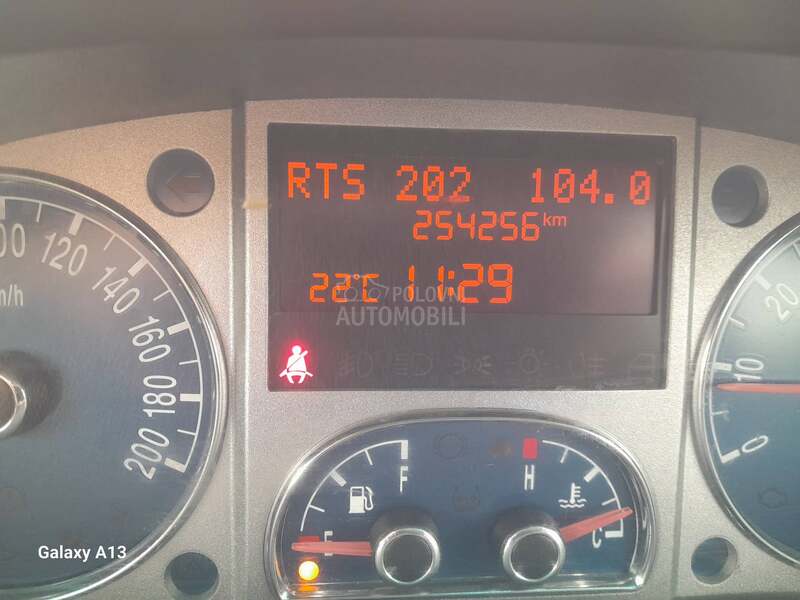 RTS 202 104.0
254256 km
22°C 11:29
POLOVNI
AUTOMOBILI
120
140
160
180
200
20
10
0
F
E
H
C
Galaxy A13